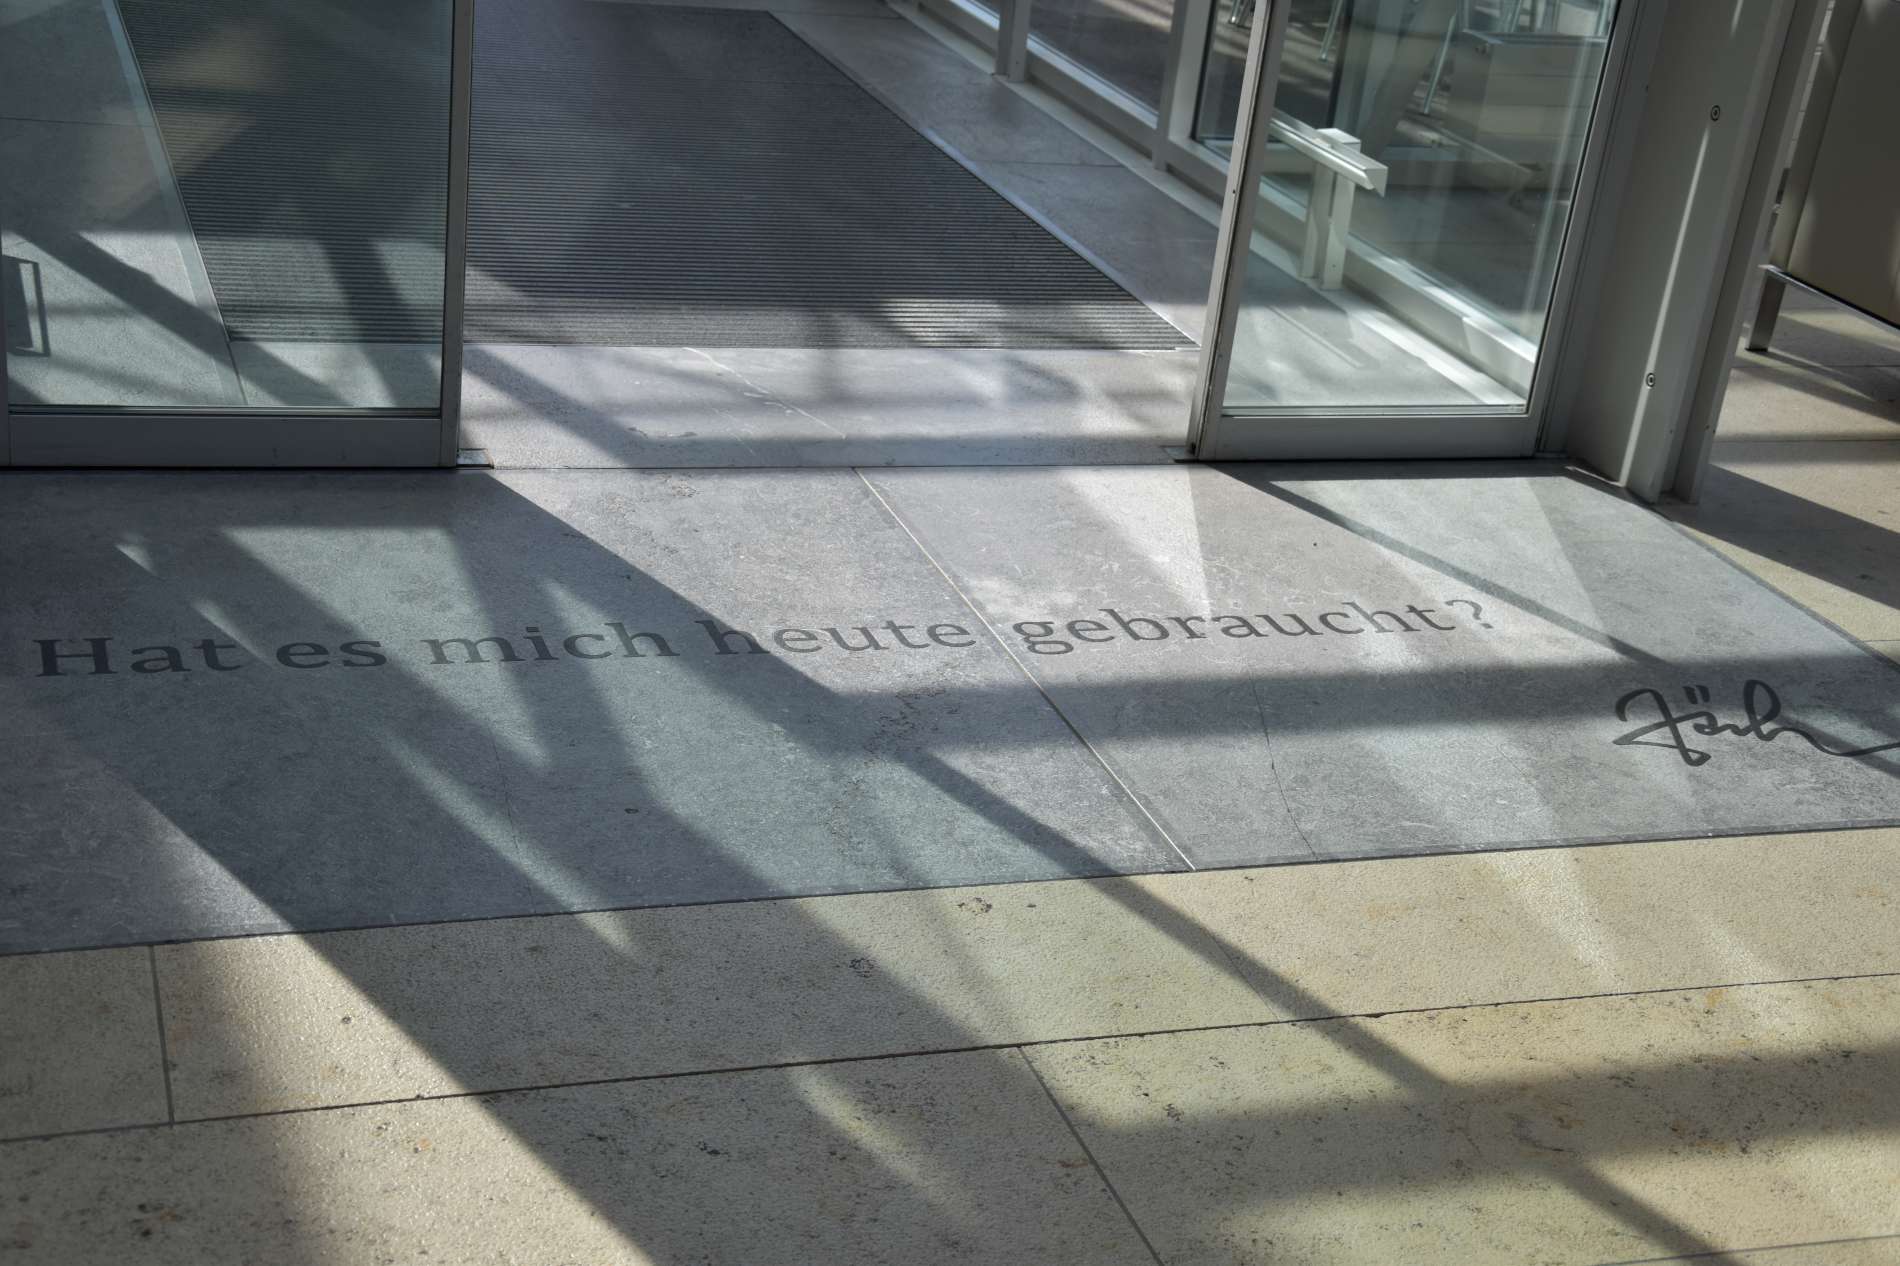 Hat es mich heute gebraucht?